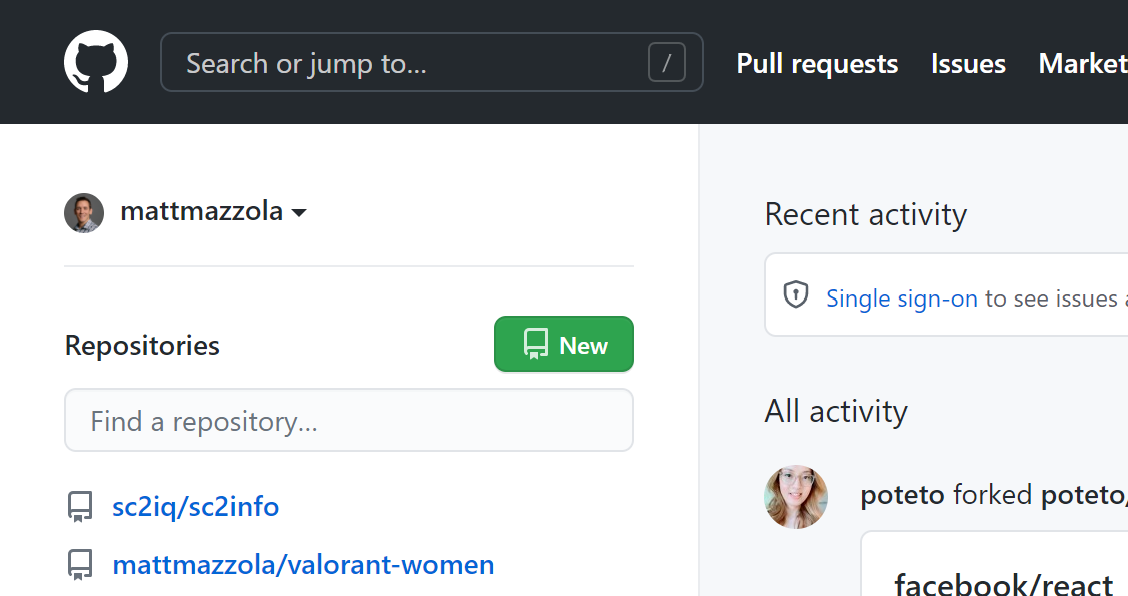 Search or jump to... /
Pull requests Issues Market
mattmazzola
Repositories
New
Find a repository...
sc2iq/sc2info
mattmazzola/valorant-women
Recent activity
Single sign-on to see issues
All activity
poteto forked poteto/
facebook/react